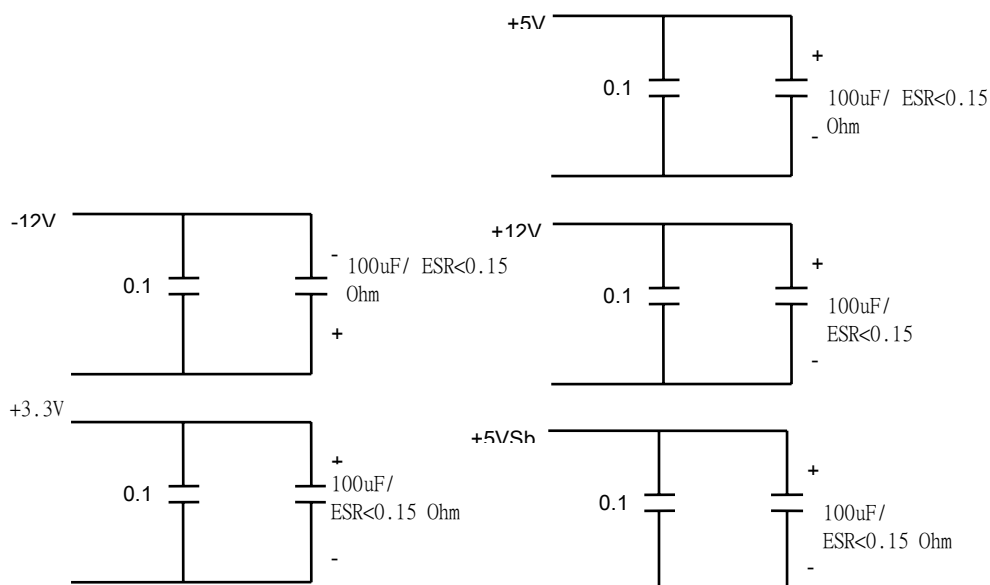 +5V
+
0.1
100uF/ ESR<0.15
Ohm
-
-12V
-
100uF/ ESR<0.15
Ohm
0.1
+
+12V
+
0.1
100uF/
ESR<0.15
-
+3.3V
+
0.1
100uF/
ESR<0.15 Ohm
-
+5VSb
+
0.1
100uF/
ESR<0.15 Ohm
-